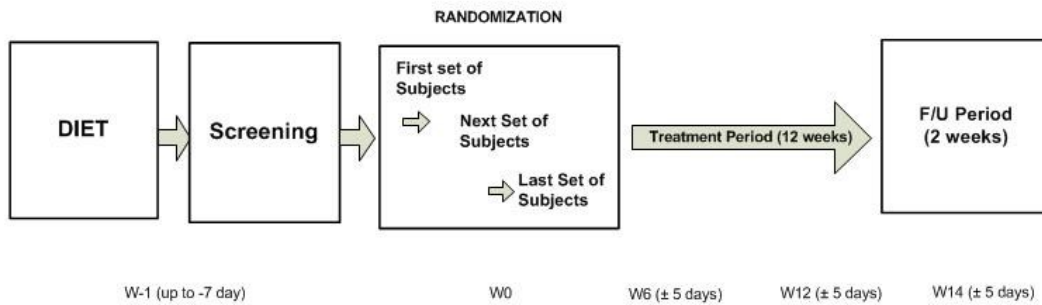 RANDOMIZATION
DIET
Screening
First set of
Subjects
Next Set of
Subjects
Last Set of
Subjects
Treatment Period (12 weeks)
F/U Period
(2 weeks)
W-1 (up to -7 day)
W0
W6 (± 5 days)
W12 (± 5 days)
W14 (± 5 days)